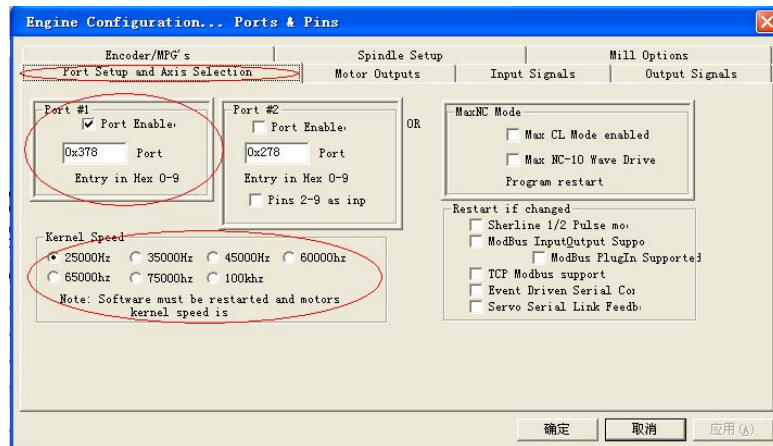 Engine Configuration... Ports & Pins
Encoder/MPG's
Spindle Setup
Mill Options
Port Setup and Axis Selection
Motor Outputs
Input Signals
Output Signals
Port #1
Port Enable
0x378 Port
Entry in Hex 0-9
Port #2
Port Enable
0x278 Port
Entry in Hex 0-9
Pins 2-9 as inp
OR
MaxNC Mode
Max CL Mode enabled
Max NC-10 Wave Drive
Program restart
Restart if changed
Sherline 1/2 Pulse mo
ModBus InputOutput Suppo
ModBus PlugIn Supported
TCP Modbus support
Event Driven Serial Co
Servo Serial Link Feedb
Kernel Speed
25000Hz 35000Hz 45000Hz 60000hz
65000hz 75000hz 100khz
Note: Software must be restarted and motors
kernel speed is
确定
取消
应用(A)